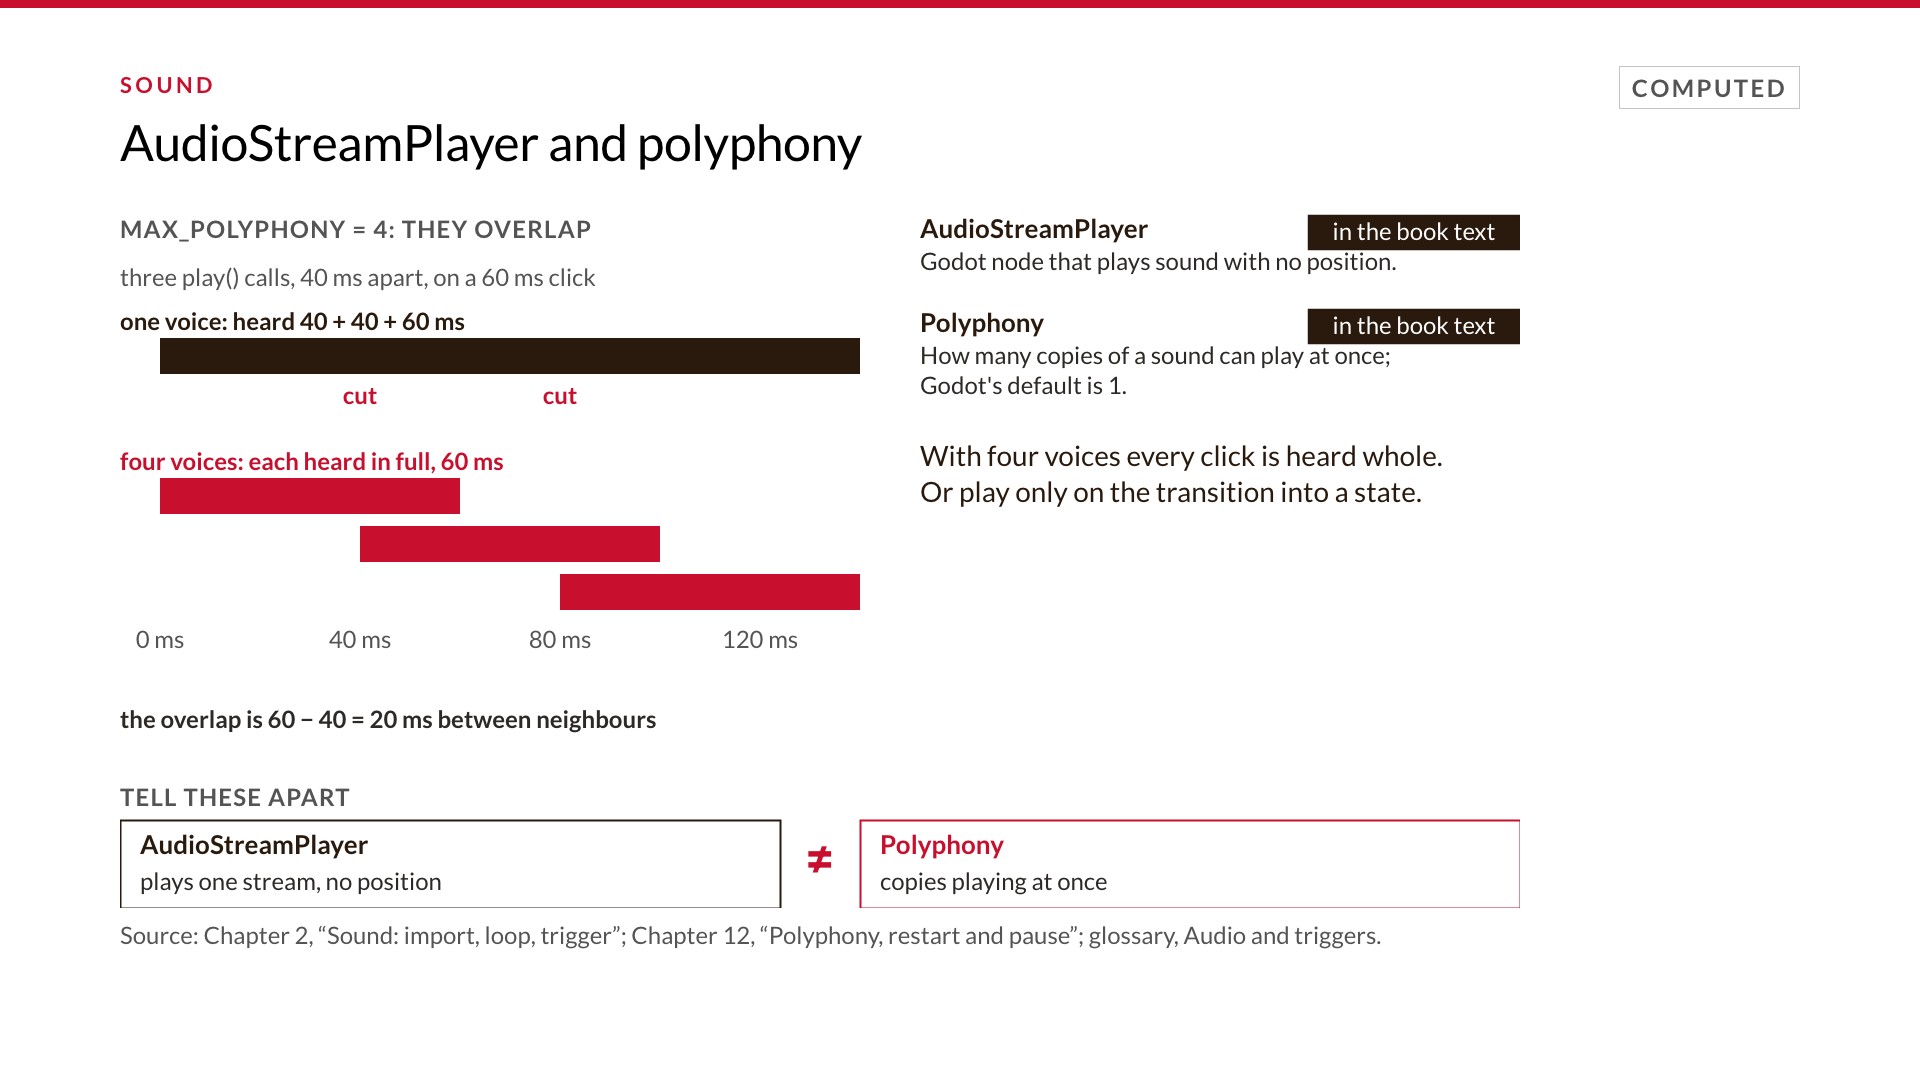 SOUND
COMPUTED
AudioStreamPlayer and polyphony
MAX_POLYPHONY = 4: THEY OVERLAP
three play() calls, 40 ms apart, on a 60 ms click
one voice: heard 40 + 40 + 60 ms
cut cut
four voices: each heard in full, 60 ms
0 ms 40 ms 80 ms 120 ms
the overlap is 60 − 40 = 20 ms between neighbours
AudioStreamPlayer in the book text
Godot node that plays sound with no position.
Polyphony in the book text
How many copies of a sound can play at once;
Godot's default is 1.
With four voices every click is heard whole.
Or play only on the transition into a state.
TELL THESE APART
AudioStreamPlayer
plays one stream, no position
≠
Polyphony
copies playing at once
Source: Chapter 2, “Sound: import, loop, trigger”; Chapter 12, “Polyphony, restart and pause”; glossary, Audio and triggers.